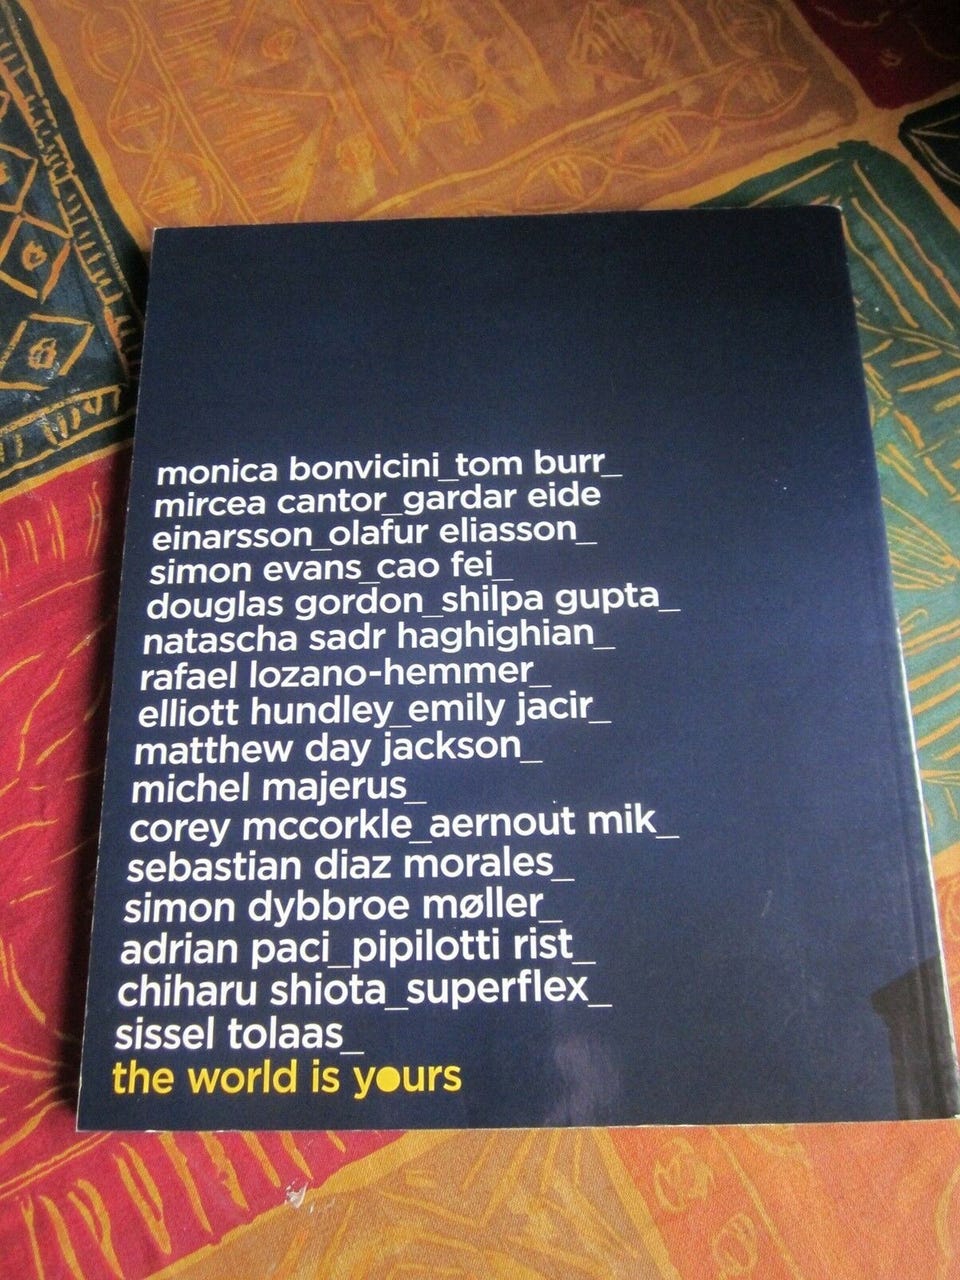 monica bonvicini_tom burr_
mircea cantor_gardar eide
einarsson_olafur eliasson_
simon evans_cao fei_
douglas gordon_shilpa gupta_
natascha sadr haghighian_
rafael lozano-hemmer_
elliott hundley_emily jacir_
matthew day jackson_
michel majerus_
corey mccorkle_aernout mik_
sebastian diaz morales_
simon dybbroe møller_
adrian paci_pipilotti rist_
chiharu shiota_superflex_
sissel tolaas_
the world is yours